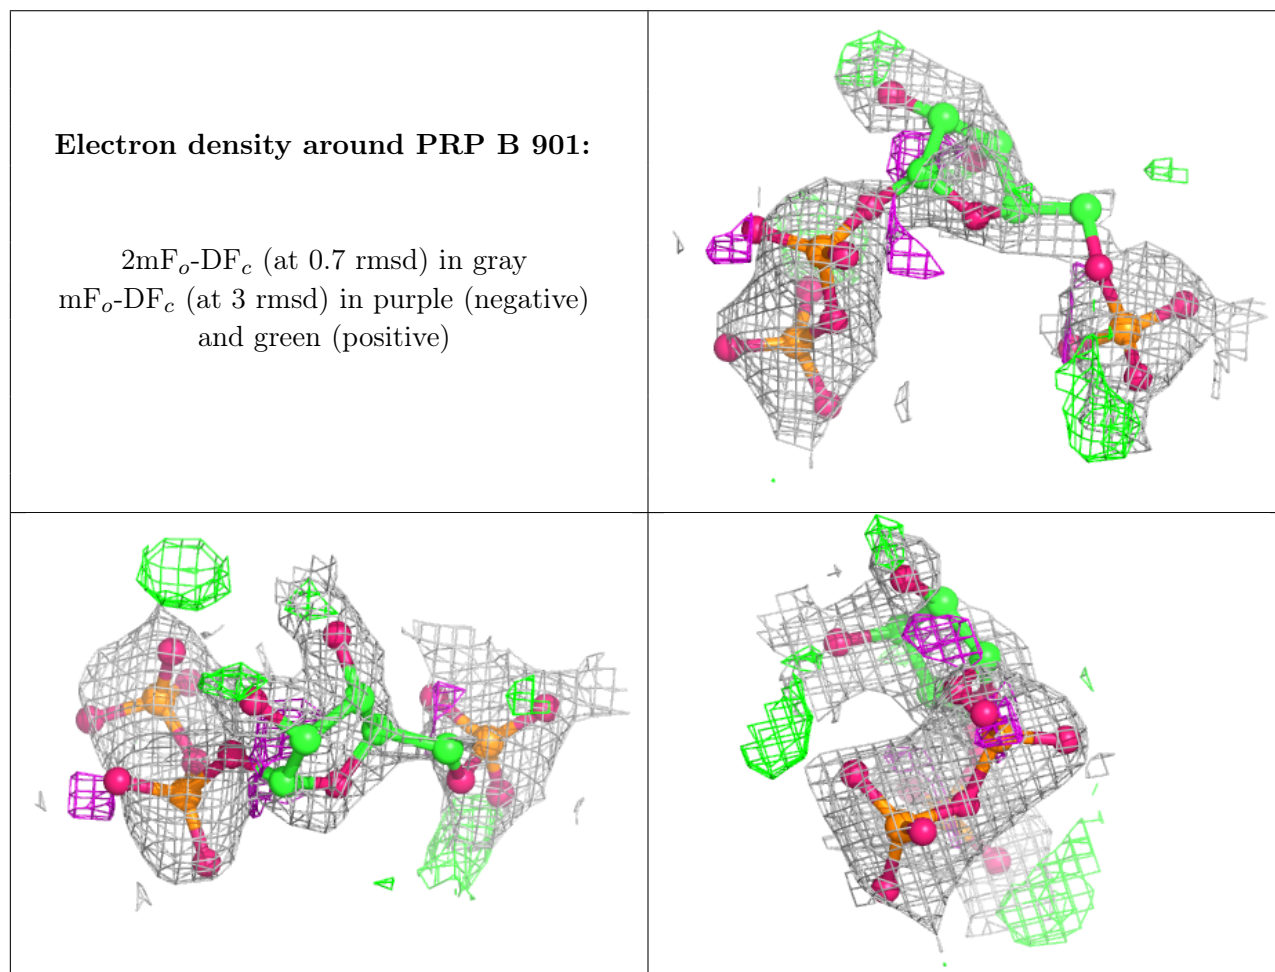 Electron density around PRP B 901:
2mFo-DFc (at 0.7 rmsd) in gray
mFo-DFc (at 3 rmsd) in purple (negative)
and green (positive)